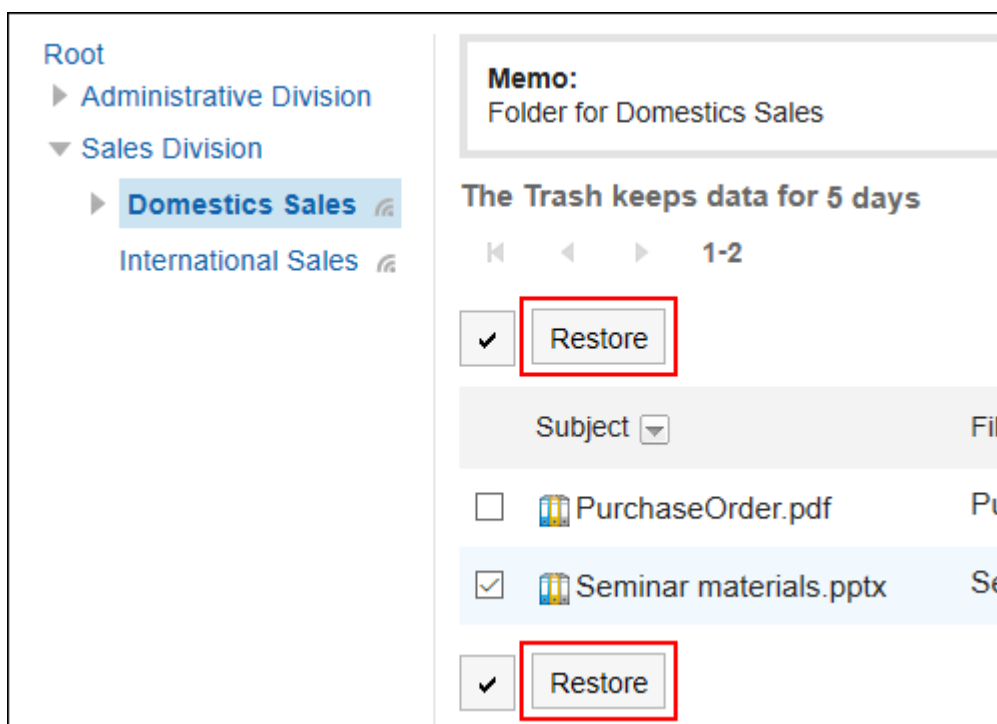 Root
Administrative Division
Sales Division
Domestics Sales
International Sales
Memo:
Folder for Domestics Sales
The Trash keeps data for 5 days
1-2
Restore
Subject
PurchaseOrder.pdf
Seminar materials.pptx
Restore